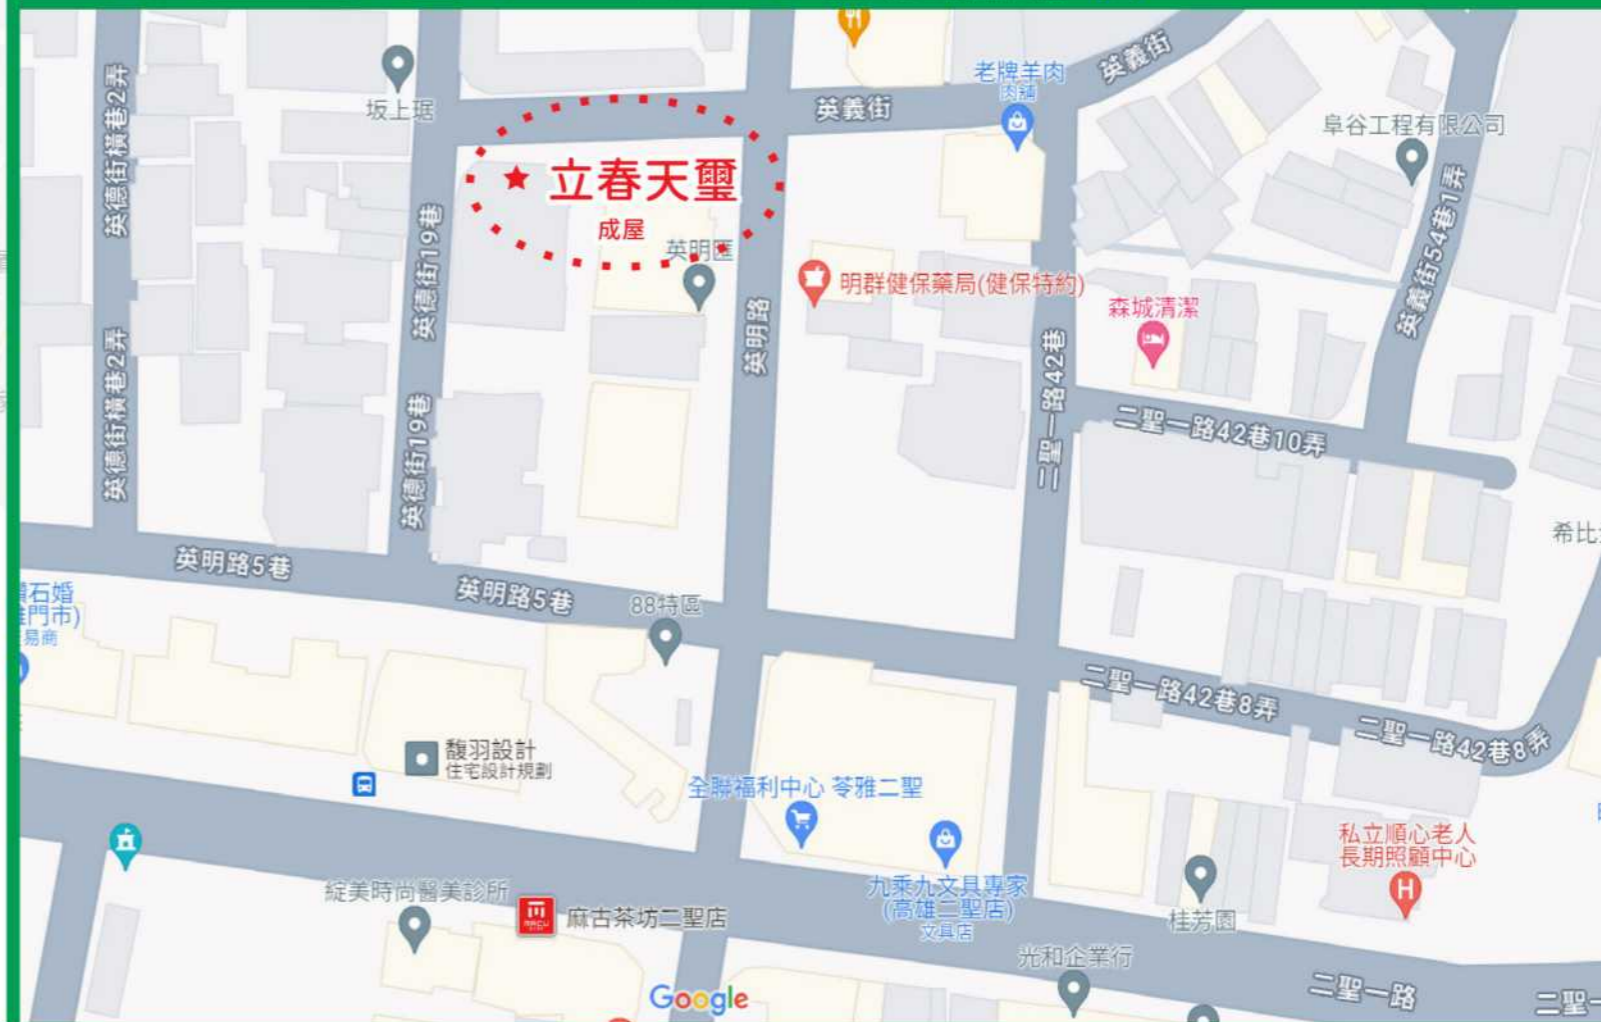 英義街
老牌羊肉
肉舖
英義街
坂上琚
阜谷工程有限公司
英德街橫巷2弄
立春天璽
成屋
英德街19巷
英明匯
明群健保藥局(健保特約)
英義街54巷1弄
森城清潔
英明路
英德街橫巷2弄
二聖一路42巷
英德街19巷
二聖一路42巷10弄
希比
英明路5巷
英明路5巷
88特區
石婚
門市)
易商
二聖一路42巷8弄
二聖一路42巷8弄
馥羽設計
住宅設計規劃
全聯福利中心 苓雅二聖
私立順心老人
長期照顧中心
九乘九文具專家
(高雄二聖店)
文具店
綻美時尚醫美診所
麻古茶坊二聖店
桂芳園
光和企業行
二聖一路
二聖一
Google